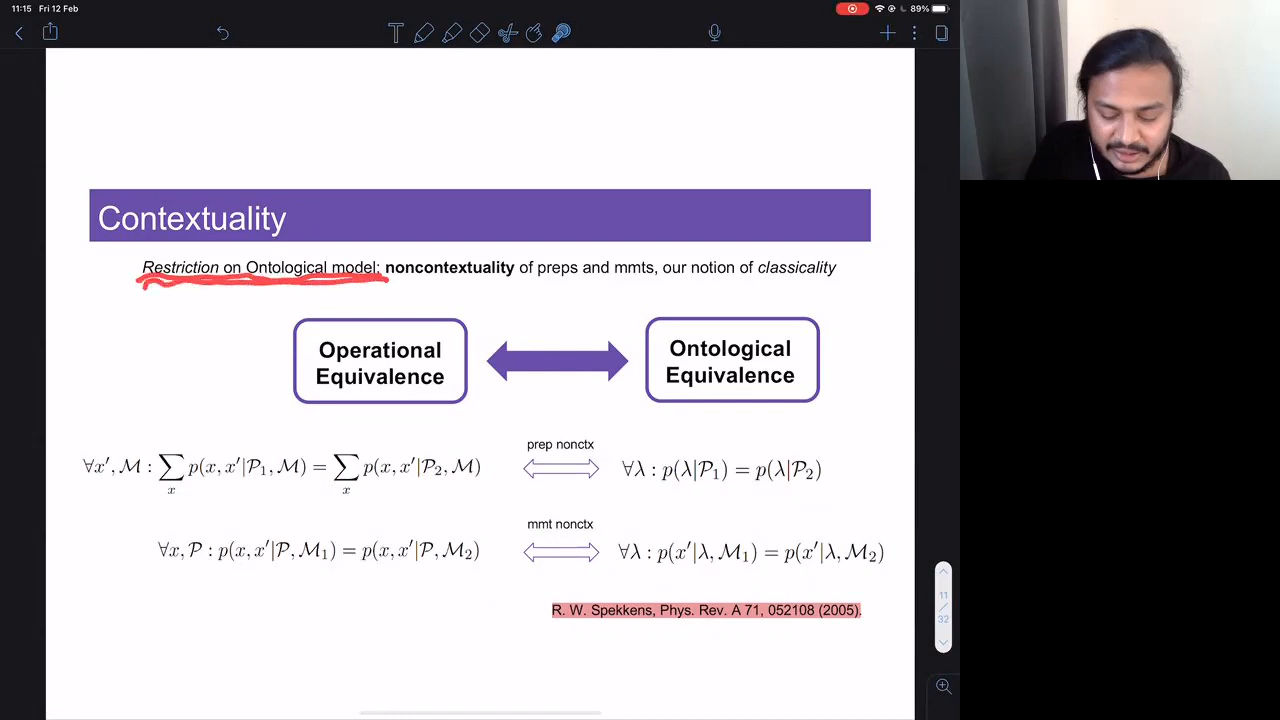 11:15 Fri 12 Feb
89%
T
Contextuality
Restriction on Ontological model: noncontextuality of preps and mmts, our notion of classicality
Operational
Equivalence
Ontological
Equivalence
prep nonctx
∀x′, ℳ : ∑ₓ p(x, x′|𝒫₁, ℳ) = ∑ₓ p(x, x′|𝒫₂, ℳ)
∀λ : p(λ|𝒫₁) = p(λ|𝒫₂)
mmt nonctx
∀x, 𝒫 : p(x, x′|𝒫, ℳ₁) = p(x, x′|𝒫, ℳ₂)
∀λ : p(x′|λ, ℳ₁) = p(x′|λ, ℳ₂)
R. W. Spekkens, Phys. Rev. A 71, 052108 (2005).
11
/
32